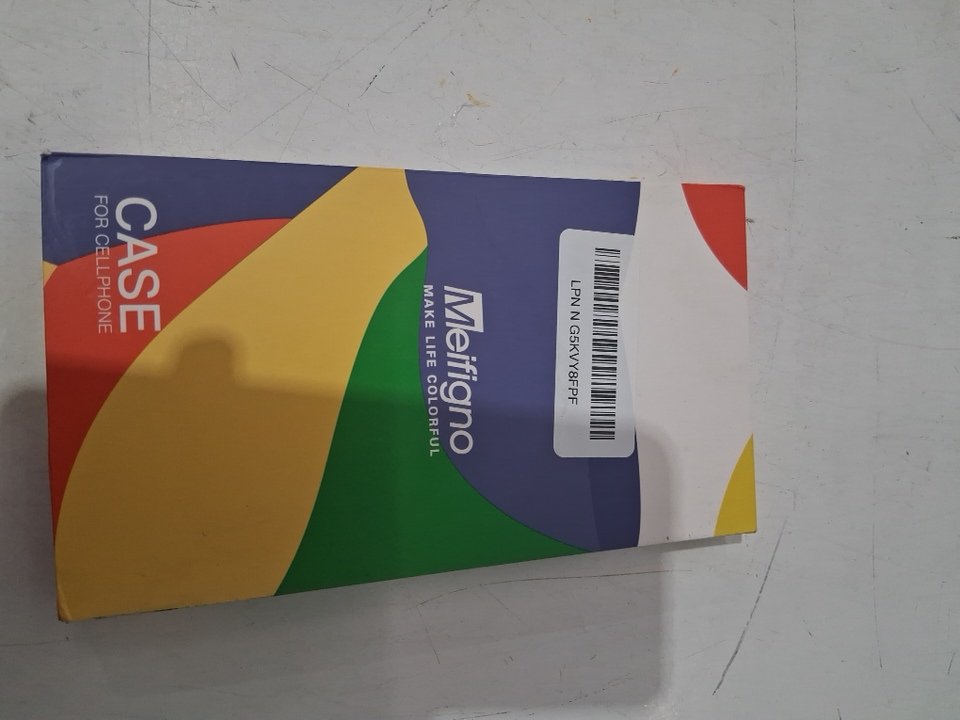 LPN N G5KVY8FPF
Meifigno
MAKE LIFE COLORFUL
CASE
FOR CELLPHONE